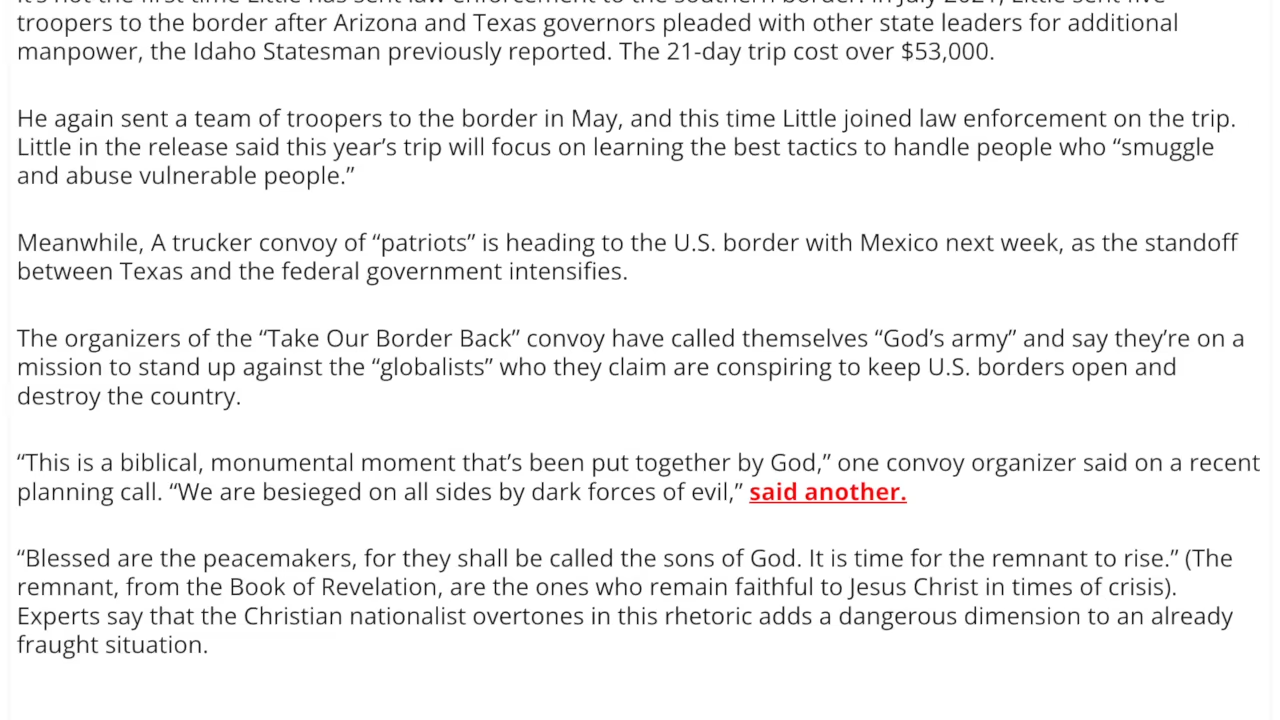 troopers to the border after Arizona and Texas governors pleaded with other state leaders for additional
manpower, the Idaho Statesman previously reported. The 21-day trip cost over $53,000.
He again sent a team of troopers to the border in May, and this time Little joined law enforcement on the trip.
Little in the release said this year’s trip will focus on learning the best tactics to handle people who “smuggle
and abuse vulnerable people.”
Meanwhile, A trucker convoy of “patriots” is heading to the U.S. border with Mexico next week, as the standoff
between Texas and the federal government intensifies.
The organizers of the “Take Our Border Back” convoy have called themselves “God’s army” and say they’re on a
mission to stand up against the “globalists” who they claim are conspiring to keep U.S. borders open and
destroy the country.
“This is a biblical, monumental moment that’s been put together by God,” one convoy organizer said on a recent
planning call. “We are besieged on all sides by dark forces of evil,” said another.
“Blessed are the peacemakers, for they shall be called the sons of God. It is time for the remnant to rise.” (The
remnant, from the Book of Revelation, are the ones who remain faithful to Jesus Christ in times of crisis).
Experts say that the Christian nationalist overtones in this rhetoric adds a dangerous dimension to an already
fraught situation.